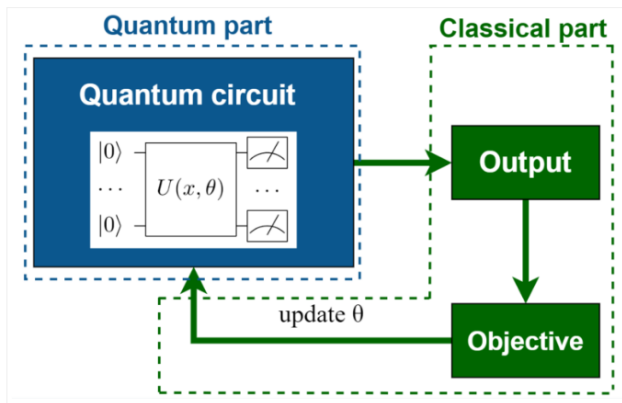 Quantum part
Classical part
Quantum circuit
|0⟩
U(x, θ)
· · ·
· · ·
|0⟩
Output
update θ
Objective